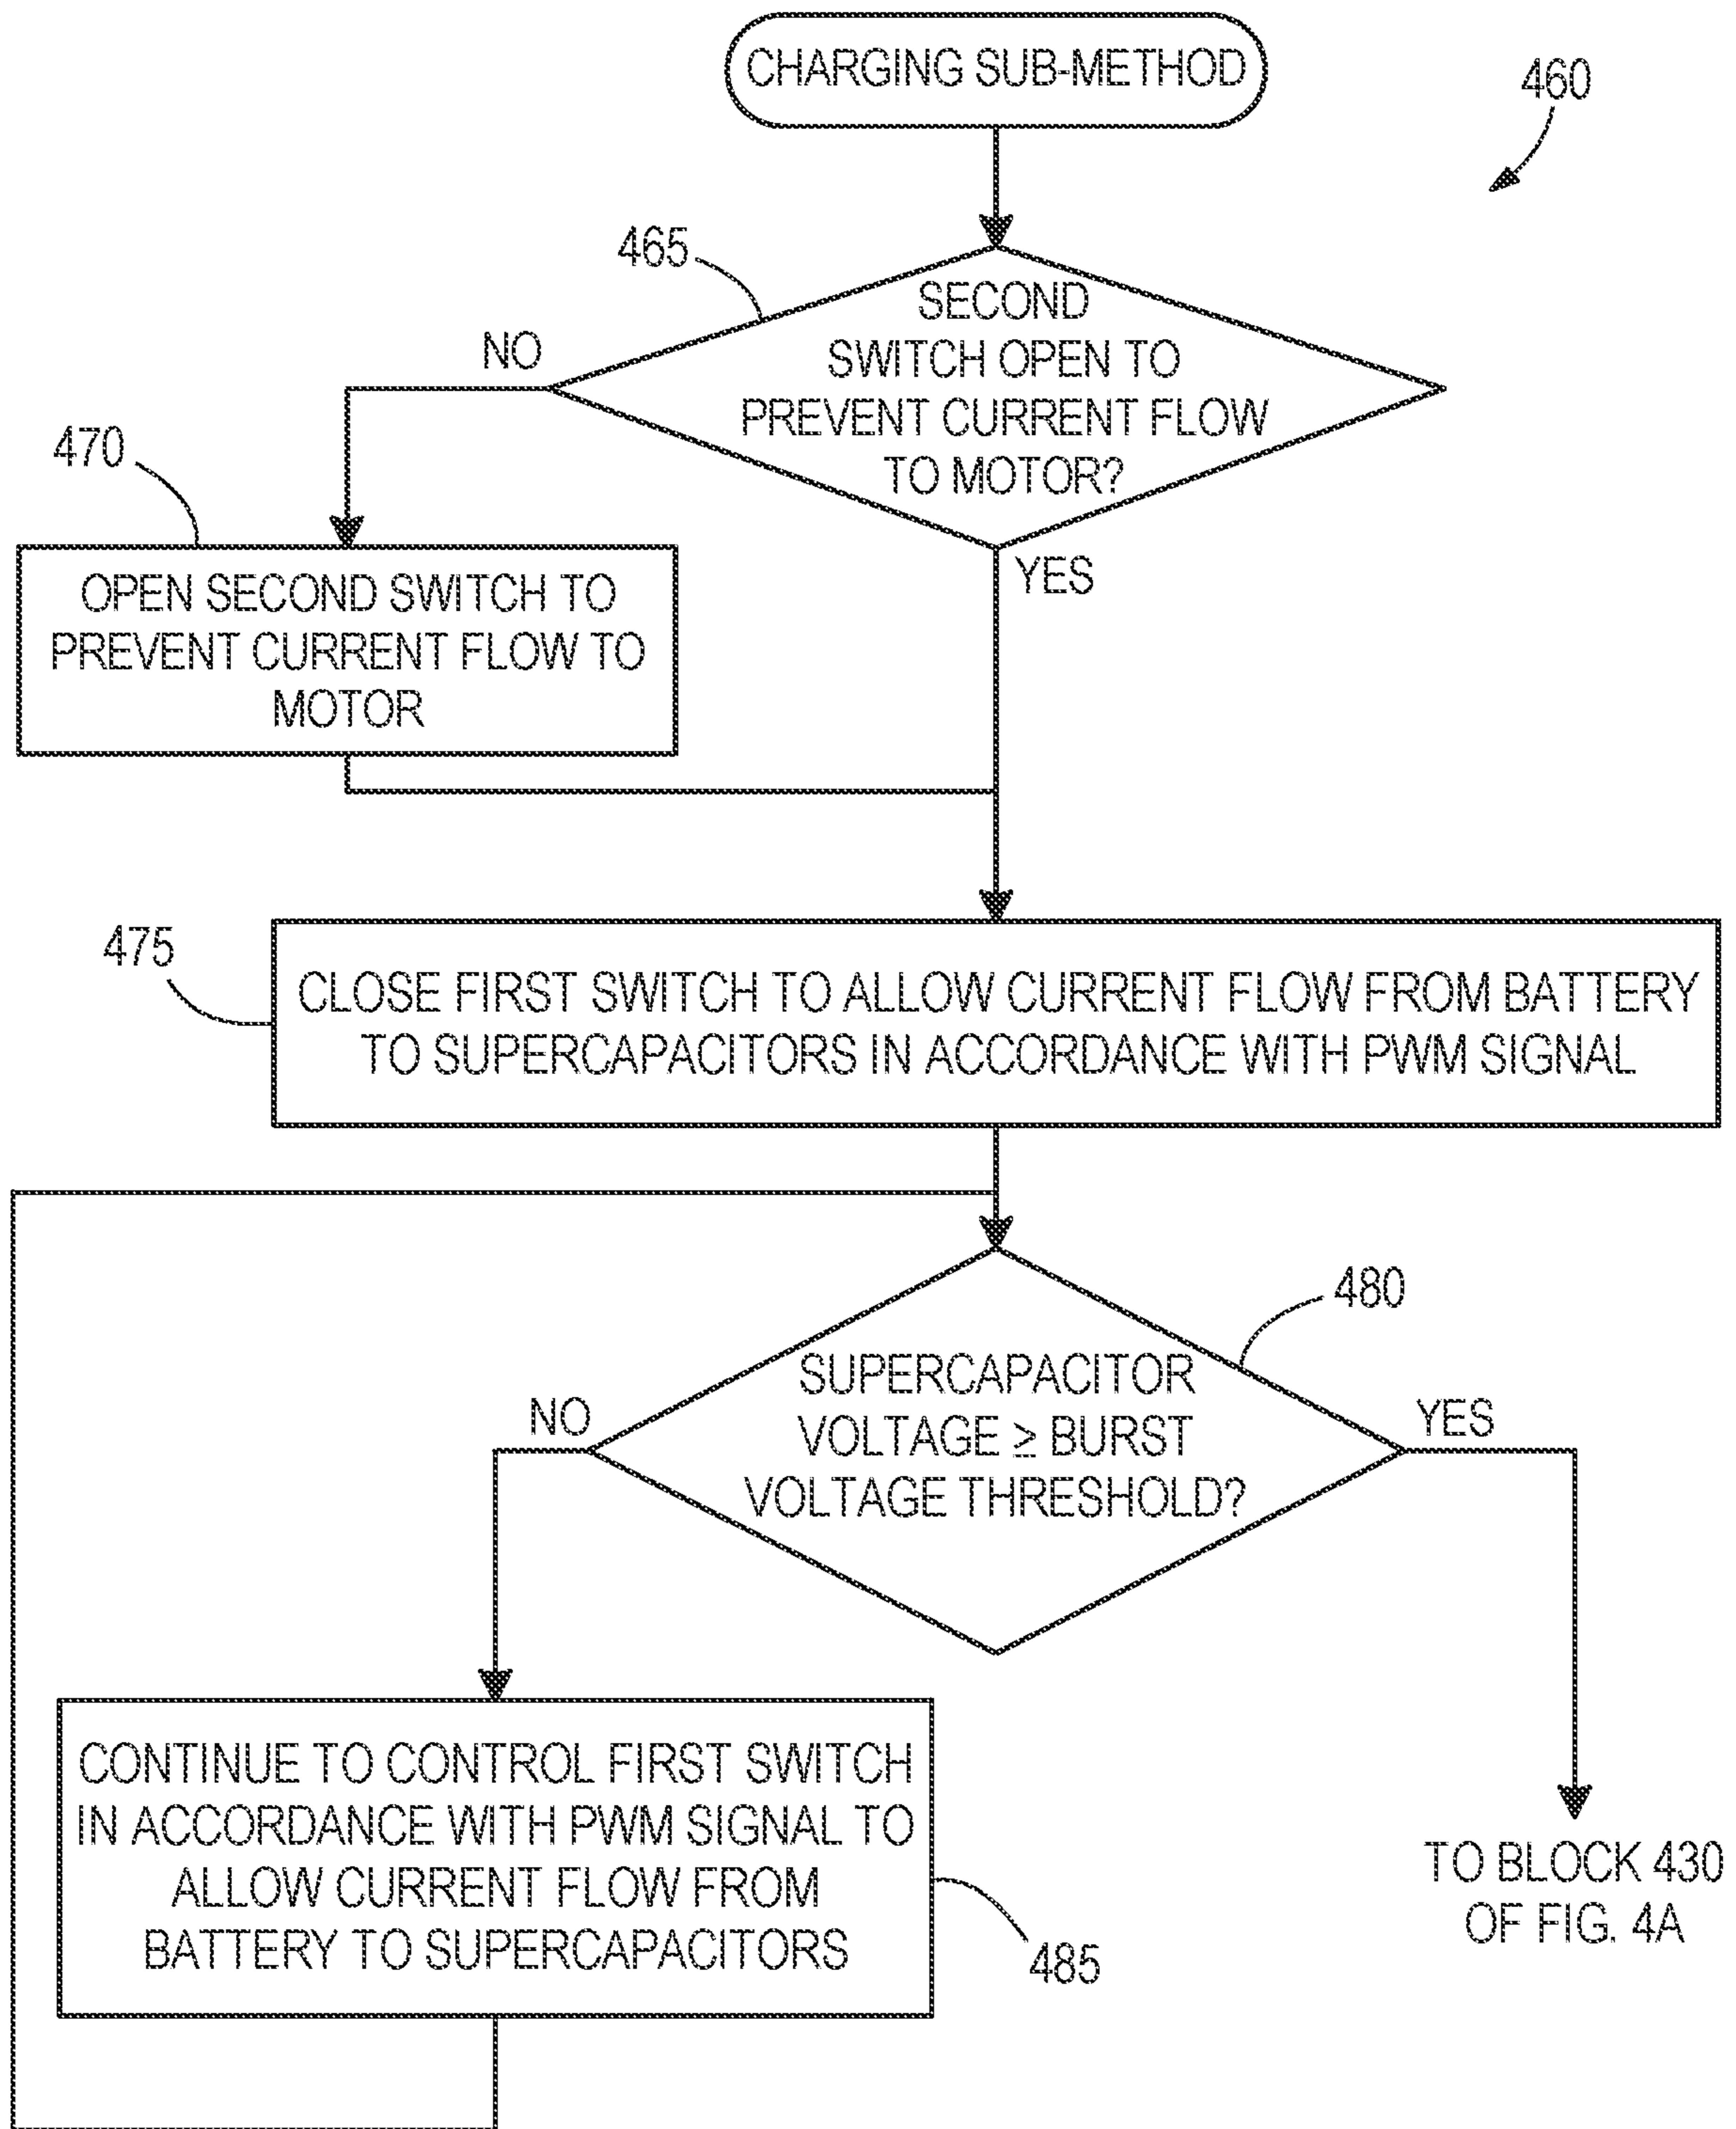 CHARGING SUB-METHOD
460
465
SECOND
SWITCH OPEN TO
PREVENT CURRENT FLOW
TO MOTOR?
NO
YES
470
OPEN SECOND SWITCH TO
PREVENT CURRENT FLOW TO
MOTOR
475
CLOSE FIRST SWITCH TO ALLOW CURRENT FLOW FROM BATTERY
TO SUPERCAPACITORS IN ACCORDANCE WITH PWM SIGNAL
480
SUPERCAPACITOR
VOLTAGE ≥ BURST
VOLTAGE THRESHOLD?
NO
YES
CONTINUE TO CONTROL FIRST SWITCH
IN ACCORDANCE WITH PWM SIGNAL TO
ALLOW CURRENT FLOW FROM
BATTERY TO SUPERCAPACITORS
485
TO BLOCK 430
OF FIG. 4A